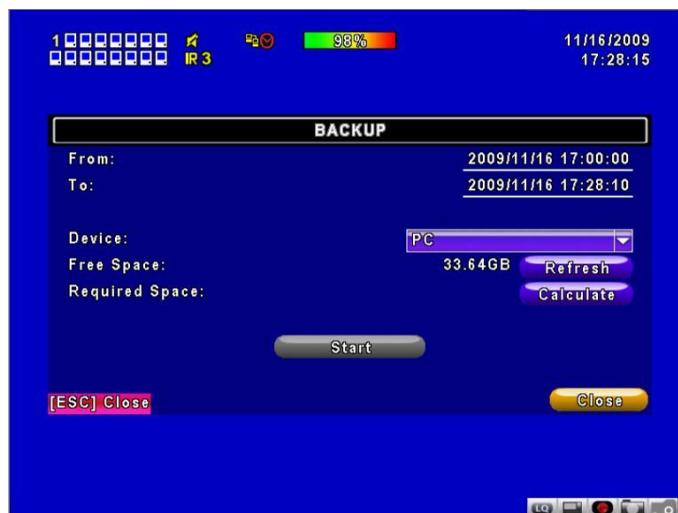 1 98% 11/16/2009
IR 3 17:28:15
BACKUP
From: 2009/11/16 17:00:00
To: 2009/11/16 17:28:10
Device: PC
Free Space: 33.64GB Refresh
Required Space: Calculate
Start
[ESC] Close Close
LQ